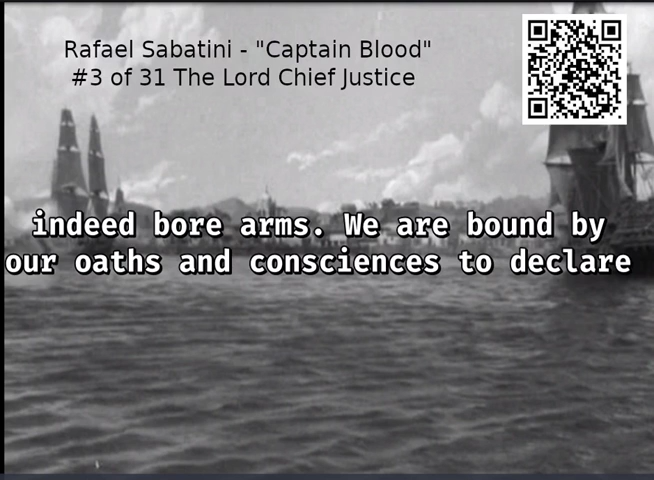 Rafael Sabatini - "Captain Blood"
#3 of 31 The Lord Chief Justice
indeed bore arms. We are bound by
our oaths and consciences to declare